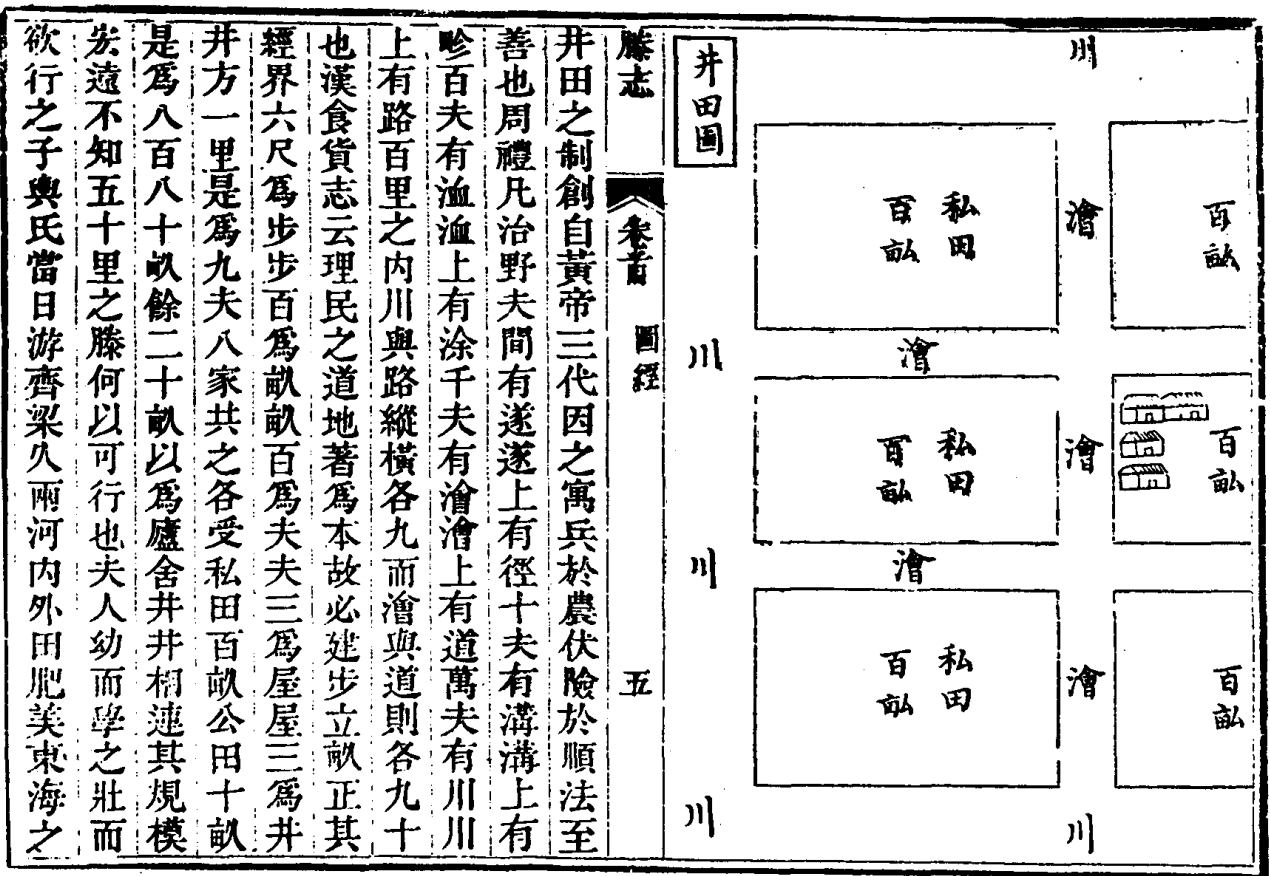 川
百
畝
澮
私田
百畝
川
澮
百
畝
澮
私田
百畝
川
澮
百
畝
澮
私田
百畝
川
川
井田圖
滕志
卷首
圖經
五
井田之制創自黃帝三代因之寓兵於農伏險於順法至
善也周禮凡治野夫間有遂遂上有徑十夫有溝溝上有
畛百夫有洫洫上有涂千夫有澮澮上有道萬夫有川川
上有路百里之內川與路縱橫各九而澮與道則各九十
也漢食貨志云理民之道地著爲本故必建步立畝正其
經界六尺爲步步百爲畝畝百爲夫夫三爲屋屋三爲井
井方一里是爲九夫八家共之各受私田百畝公田十畝
是爲八百八十畝餘二十畝以爲廬舍井井相連其規模
宏遠不知五十里之滕何以可行也夫人幼而學之壯而
欲行之子輿氏當日游齊梁久兩河內外田肥美東海之